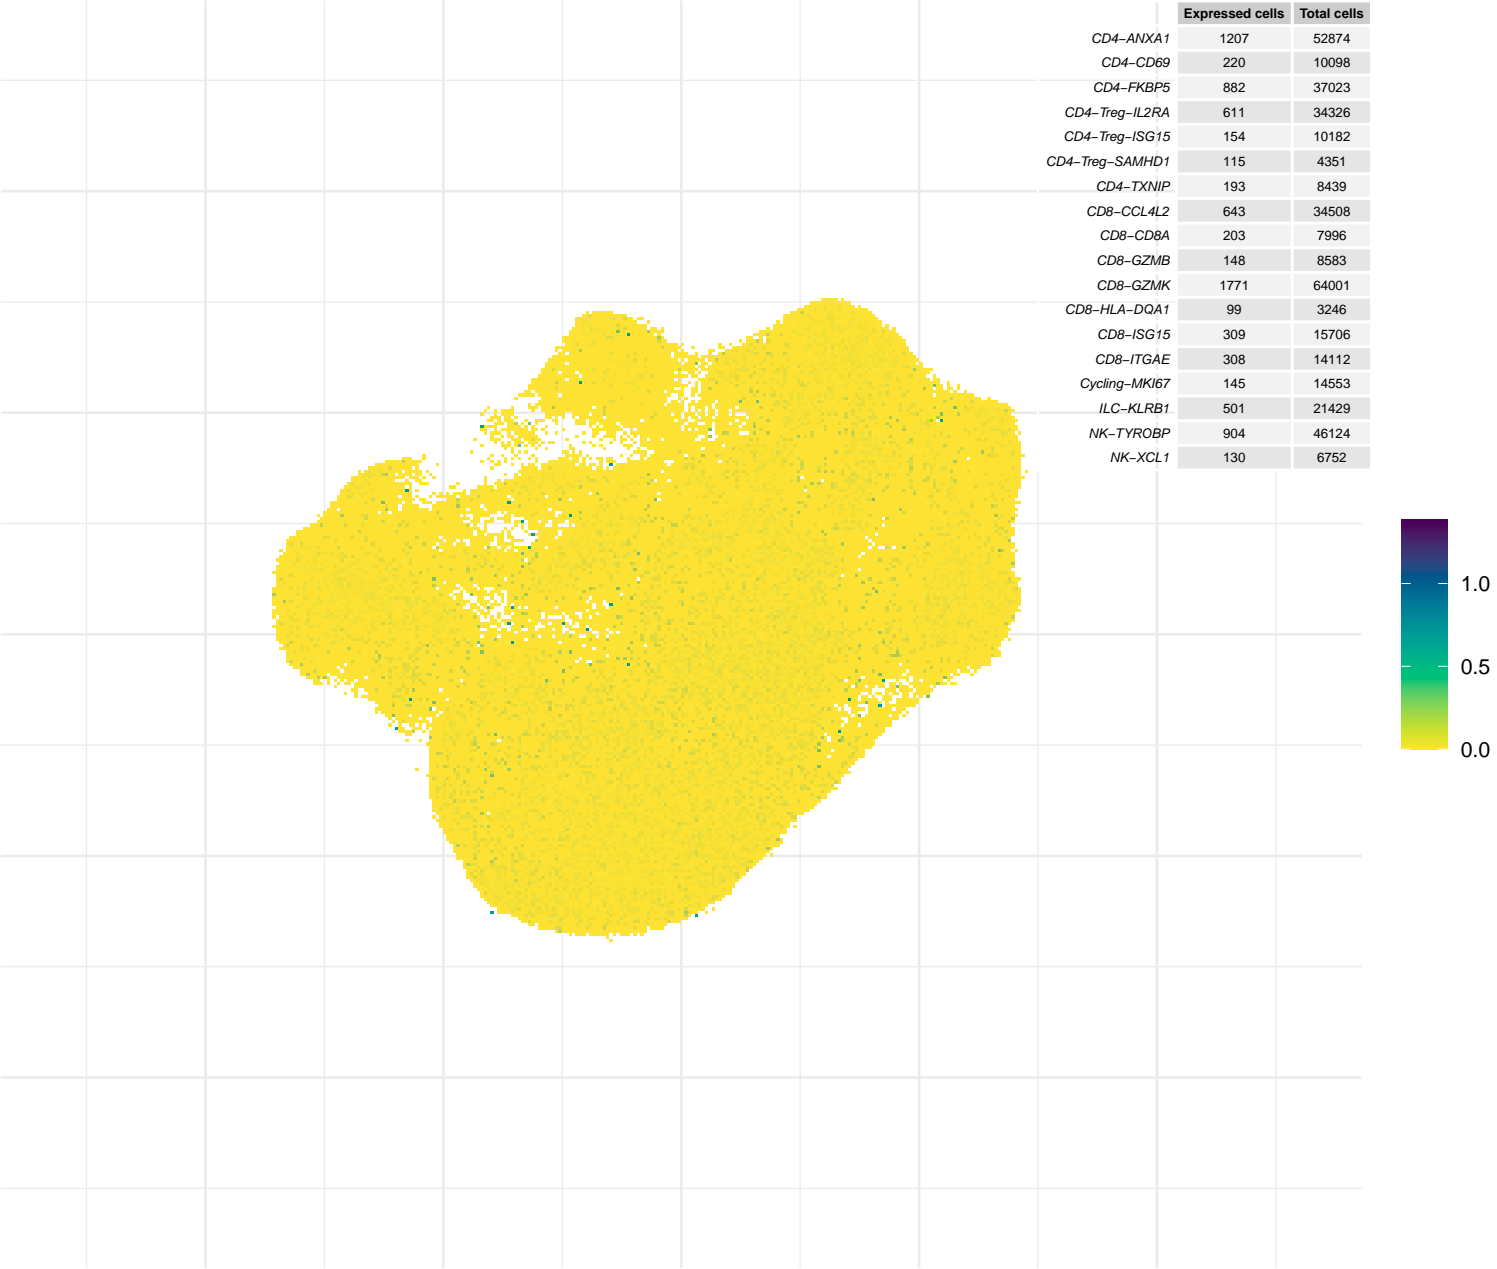 Expressed cells Total cells
CD4−ANXA1 1207 52874
CD4−CD69 220 10098
CD4−FKBP5 882 37023
CD4−Treg−IL2RA 611 34326
CD4−Treg−ISG15 154 10182
CD4−Treg−SAMHD1 115 4351
CD4−TXNIP 193 8439
CD8−CCL4L2 643 34508
CD8−CD8A 203 7996
CD8−GZMB 148 8583
CD8−GZMK 1771 64001
CD8−HLA−DQA1 99 3246
CD8−ISG15 309 15706
CD8−ITGAE 308 14112
Cycling−MKI67 145 14553
ILC−KLRB1 501 21429
NK−TYROBP 904 46124
NK−XCL1 130 6752
1.0
0.5
0.0